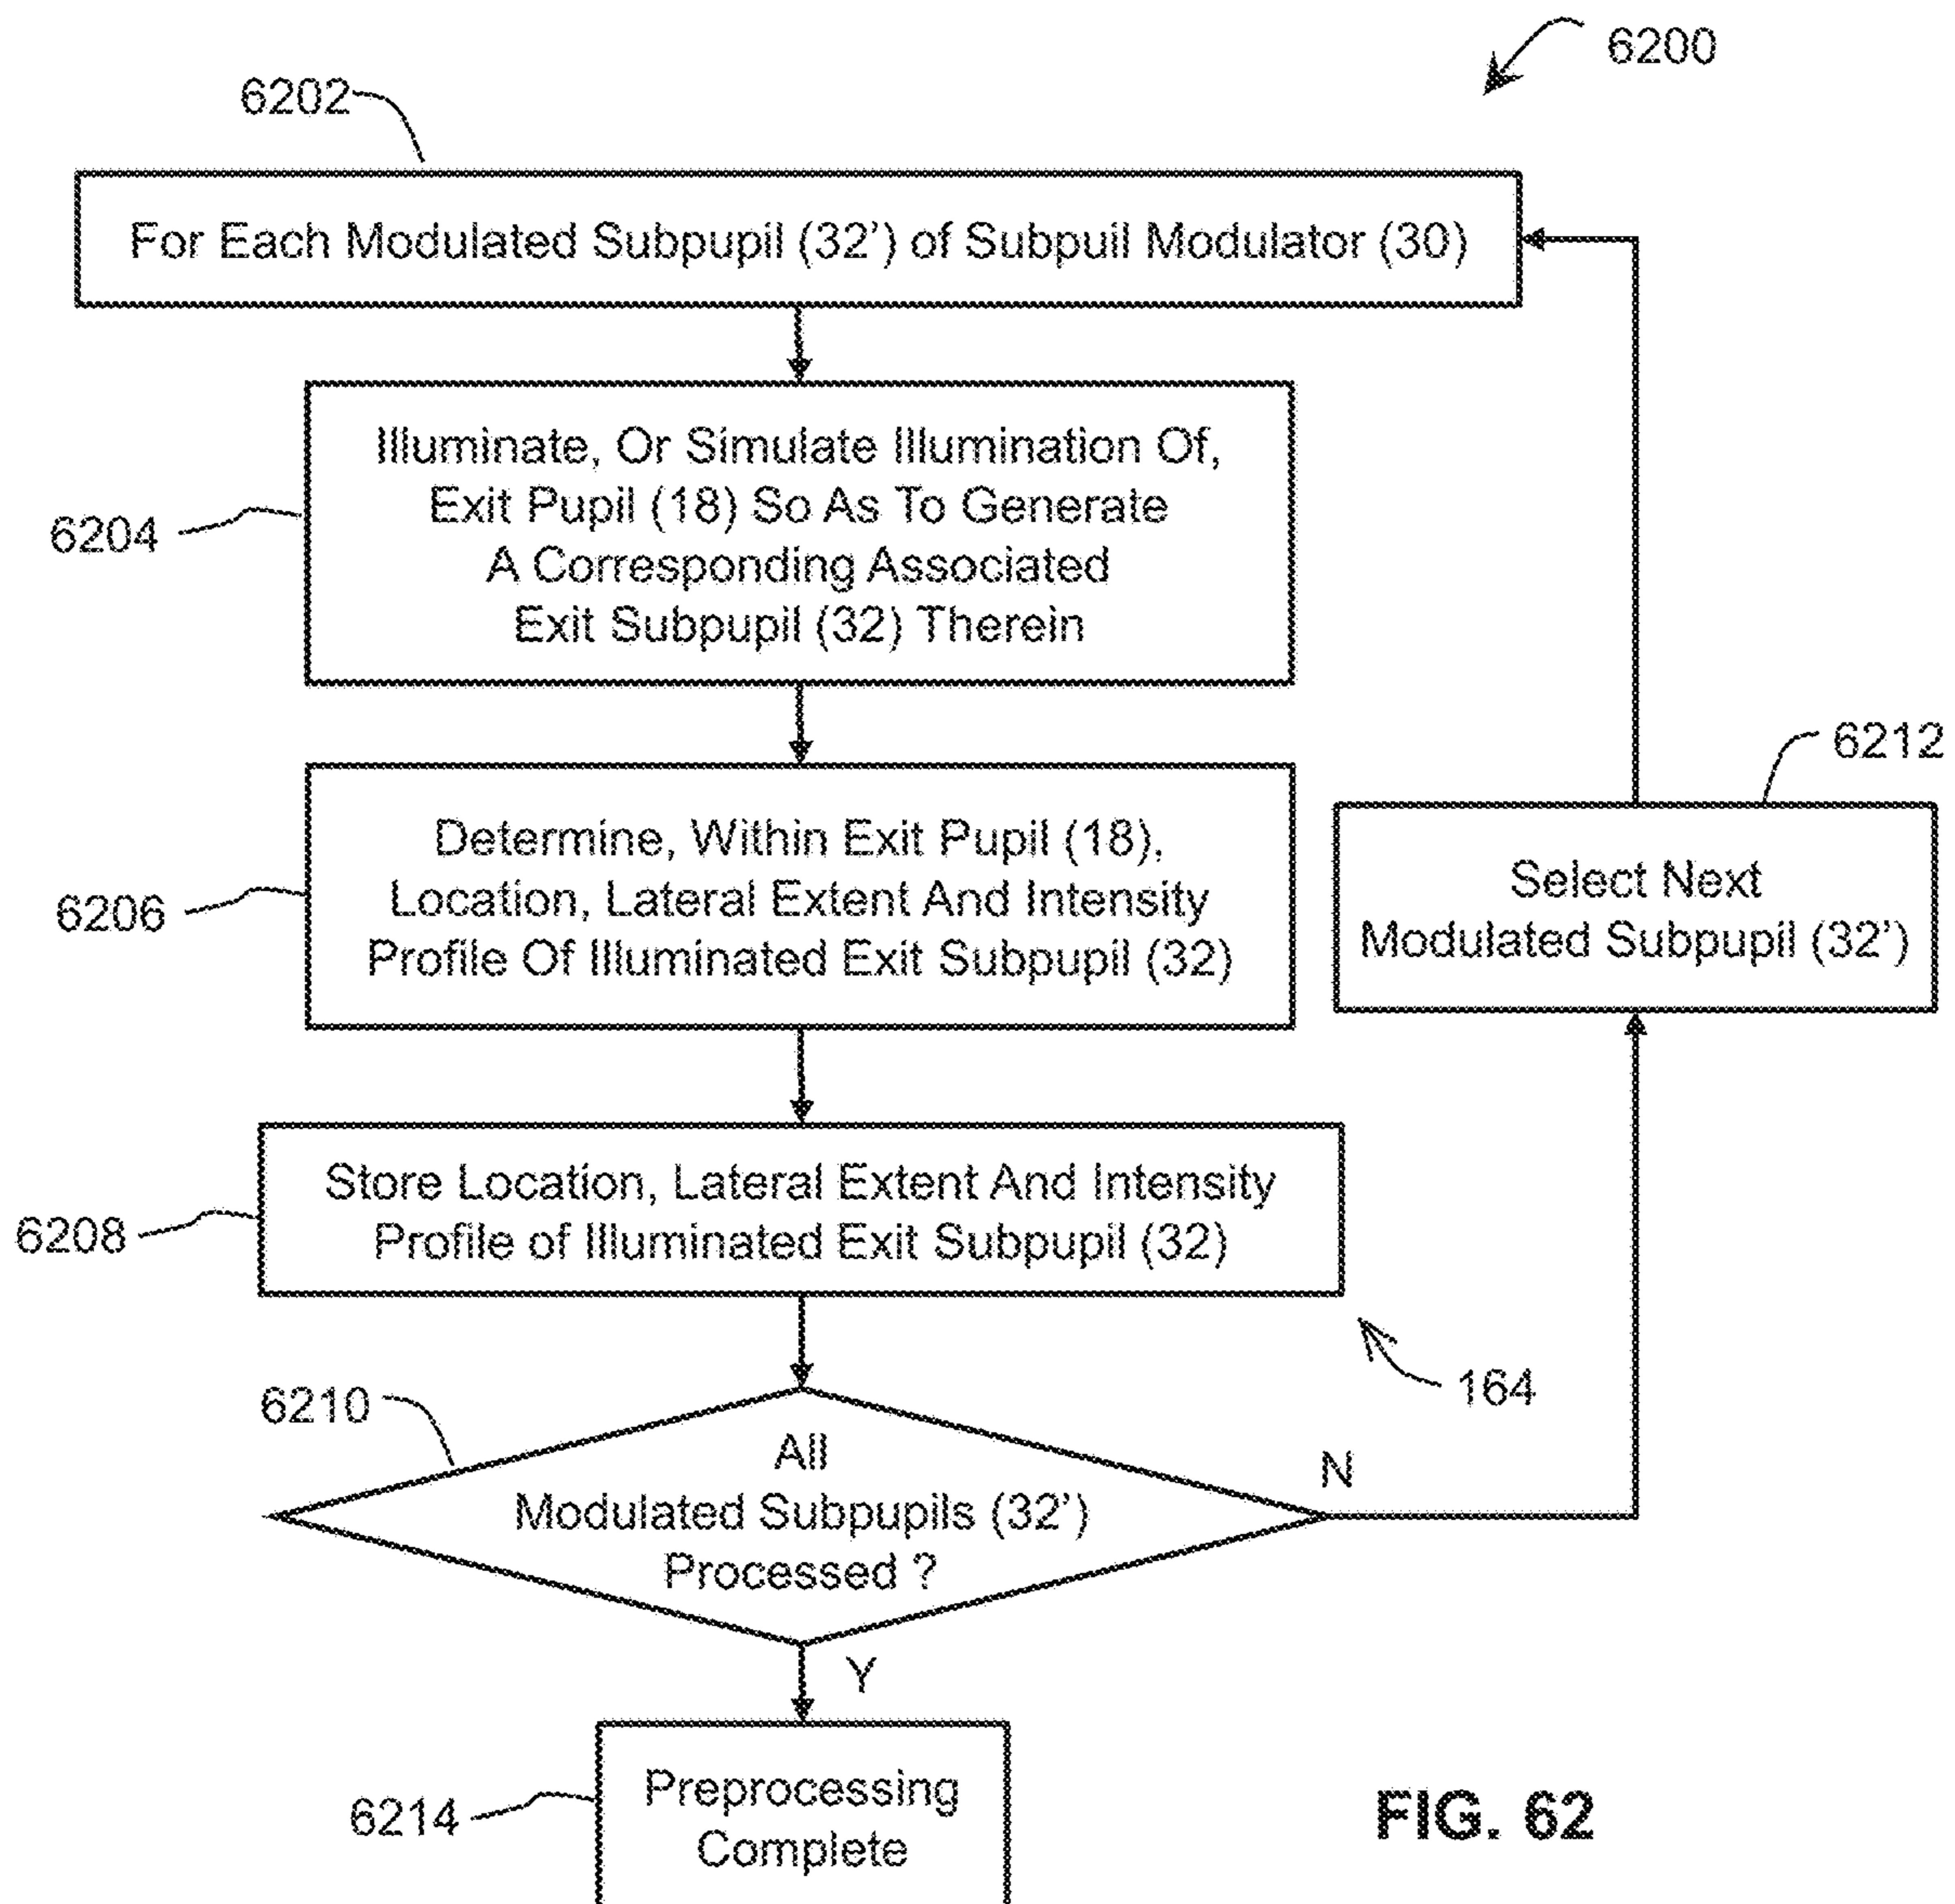 6200
6202
For Each Modulated Subpupil (32') of Subpuil Modulator (30)
6204
Illuminate, Or Simulate Illumination Of,
Exit Pupil (18) So As To Generate
A Corresponding Associated
Exit Subpupil (32) Therein
6206
Determine, Within Exit Pupil (18),
Location, Lateral Extent And Intensity
Profile Of Illuminated Exit Subpupil (32)
6212
Select Next
Modulated Subpupil (32')
6208
Store Location, Lateral Extent And Intensity
Profile of Illuminated Exit Subpupil (32)
164
6210
All
Modulated Subpupils (32')
Processed ?
N
Y
6214
Preprocessing
Complete
FIG. 62